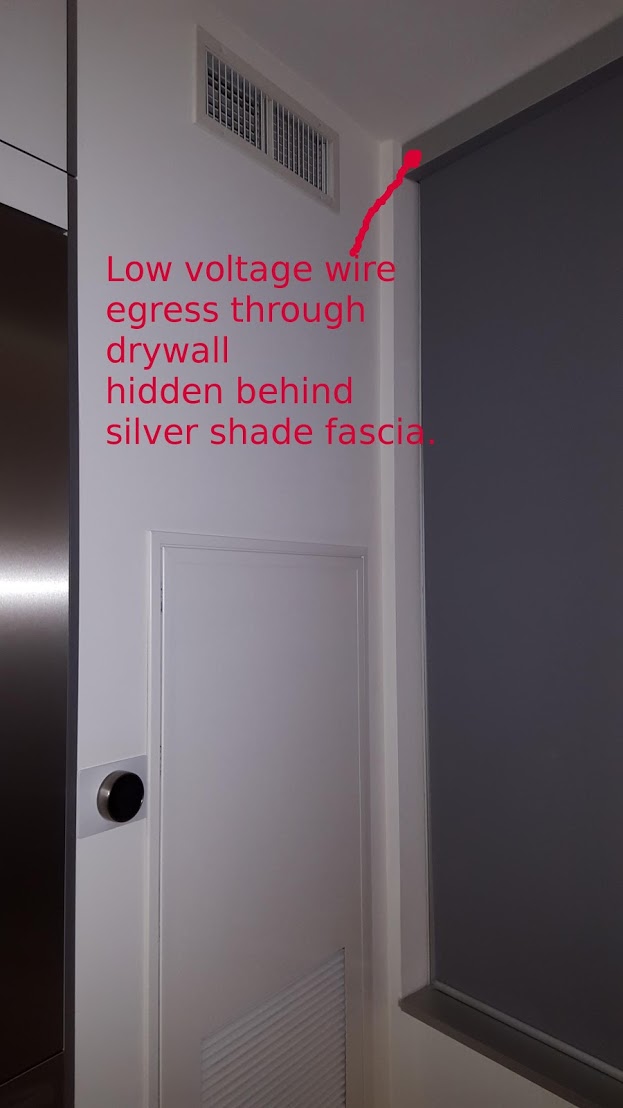 Low voltage wire
egress through
drywall
hidden behind
silver shade fascia.